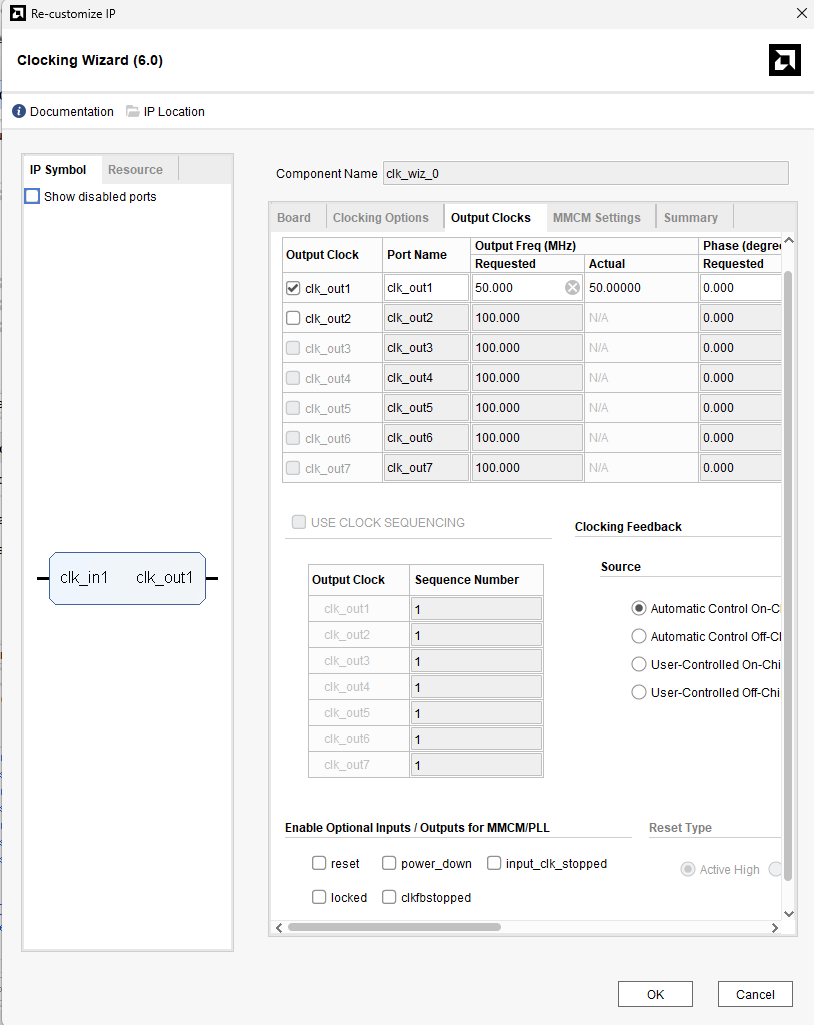 Re-customize IP
Clocking Wizard (6.0)
Documentation IP Location
IP Symbol Resource
Show disabled ports
clk_in1 clk_out1
Component Name clk_wiz_0
Board Clocking Options Output Clocks MMCM Settings Summary
Output Clock Port Name Output Freq (MHz) Phase (degree
Requested Actual Requested
clk_out1 clk_out1 50.000 50.00000 0.000
clk_out2 clk_out2 100.000 N/A 0.000
clk_out3 clk_out3 100.000 N/A 0.000
clk_out4 clk_out4 100.000 N/A 0.000
clk_out5 clk_out5 100.000 N/A 0.000
clk_out6 clk_out6 100.000 N/A 0.000
clk_out7 clk_out7 100.000 N/A 0.000
USE CLOCK SEQUENCING
Output Clock Sequence Number
clk_out1 1
clk_out2 1
clk_out3 1
clk_out4 1
clk_out5 1
clk_out6 1
clk_out7 1
Clocking Feedback
Source
Automatic Control On-C
Automatic Control Off-C
User-Controlled On-Chi
User-Controlled Off-Chi
Enable Optional Inputs / Outputs for MMCM/PLL
reset power_down input_clk_stopped
locked clkfbstopped
Reset Type
Active High
OK Cancel